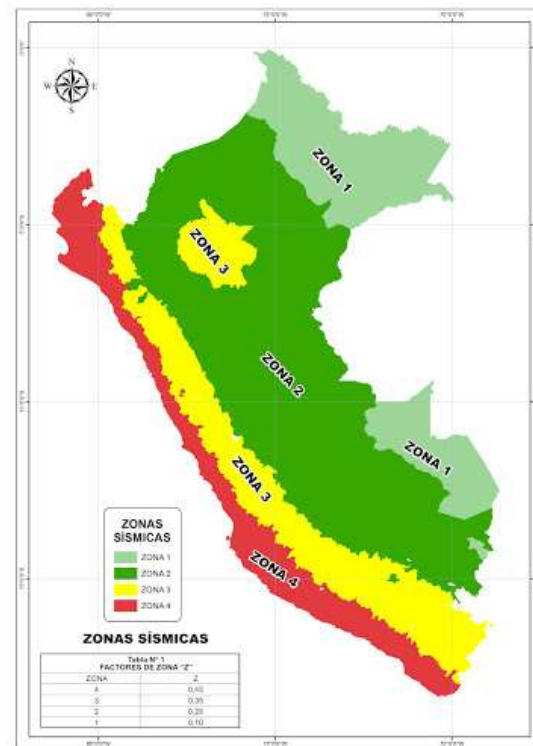 N
W E
S
ZONA 1
ZONA 3
ZONA 2
ZONA 1
ZONA 3
ZONA 4
ZONAS
SÍSMICAS
ZONA 1
ZONA 2
ZONA 3
ZONA 4
ZONAS SÍSMICAS
Tabla N° 1
FACTORES DE ZONA "Z"
ZONA Z
4 0,45
3 0,35
2 0,25
1 0,10